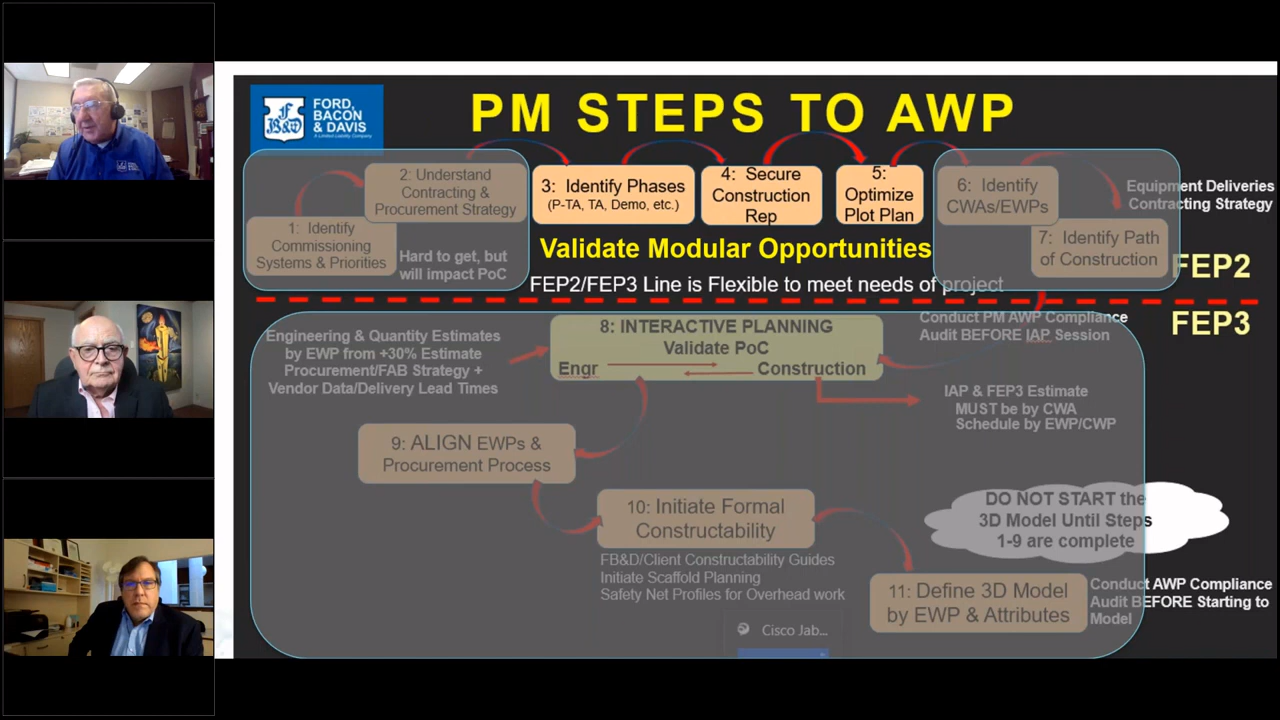 FORD,
BACON
& DAVIS
A Limited Liability Company
F
B&D
PM STEPS TO AWP
1: Identify
Commissioning
Systems & Priorities
2: Understand
Contracting &
Procurement Strategy
Hard to get, but
will impact PoC
3: Identify Phases
(P-TA, TA, Demo, etc.)
4: Secure
Construction
Rep
5:
Optimize
Plot Plan
6: Identify
CWAs/EWPs
7: Identify Path
of Construction
Equipment Deliveries
Contracting Strategy
Validate Modular Opportunities
FEP2/FEP3 Line is Flexible to meet needs of project
FEP2
FEP3
Engineering & Quantity Estimates
by EWP from +30% Estimate
Procurement/FAB Strategy +
Vendor Data/Delivery Lead Times
8: INTERACTIVE PLANNING
Validate PoC
Engr
Construction
Conduct PM AWP Compliance
Audit BEFORE IAP Session
IAP & FEP3 Estimate
MUST be by CWA
Schedule by EWP/CWP
9: ALIGN EWPs &
Procurement Process
10: Initiate Formal
Constructability
FB&D/Client Constructability Guides
Initiate Scaffold Planning
Safety Net Profiles for Overhead work
DO NOT START the
3D Model Until Steps
1-9 are complete
11: Define 3D Model
by EWP & Attributes
Conduct AWP Compliance
Audit BEFORE Starting to
Model
Cisco Jab...